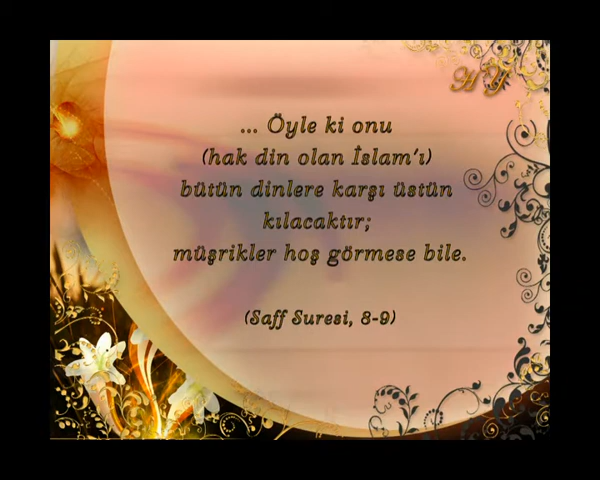 HY
... Öyle ki onu
(hak din olan İslam'ı)
bütün dinlere karşı üstün
kılacaktır;
müşrikler hoş görmese bile.
(Saff Suresi, 8-9)